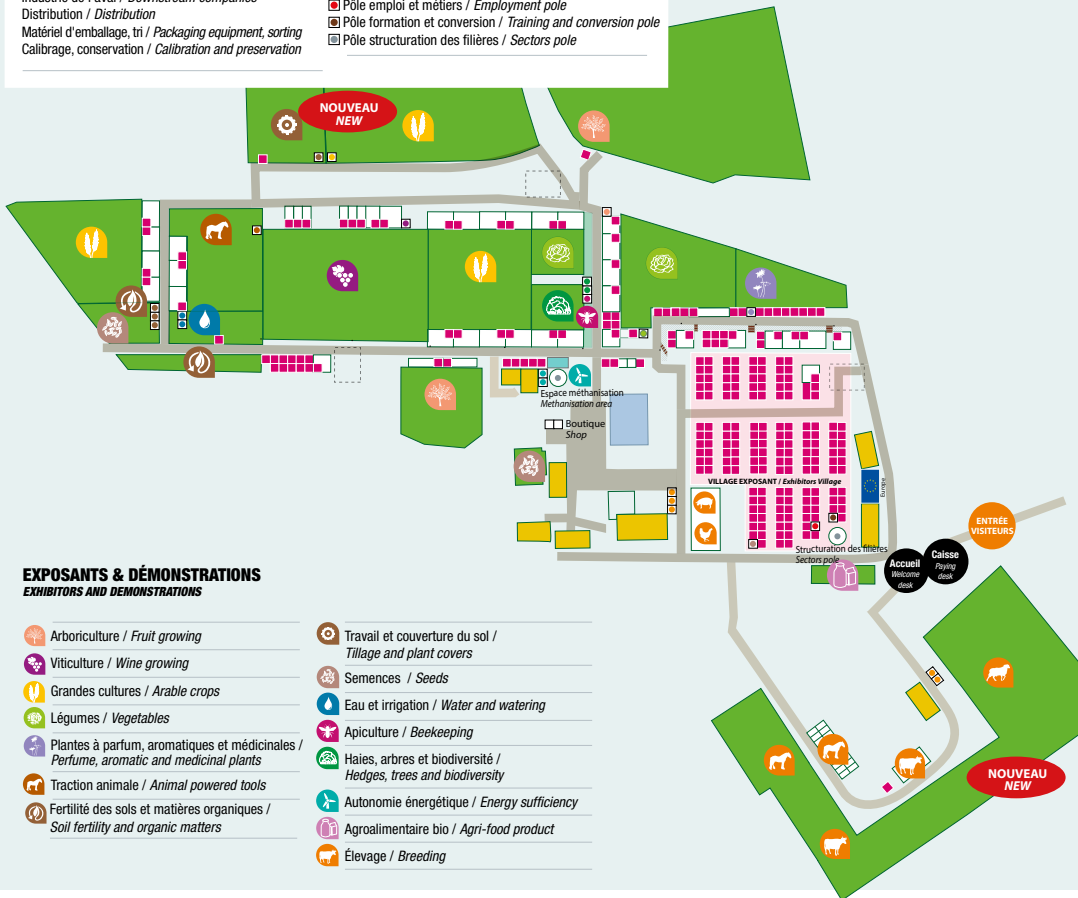 Distribution / Distribution
Matériel d'emballage, tri / Packaging equipment, sorting
Calibrage, conservation / Calibration and preservation
Pôle emploi et métiers / Employment pole
Pôle formation et conversion / Training and conversion pole
Pôle structuration des filières / Sectors pole
NOUVEAU
NEW
Espace méthanisation
Methanisation area
Boutique
Shop
VILLAGE EXPOSANT / Exhibitors Village
Europe
Structuration des filières
Sectors pole
ENTRÉE
VISITEURS
Accueil
Welcome
desk
Caisse
Paying
desk
NOUVEAU
NEW
EXPOSANTS & DÉMONSTRATIONS
EXHIBITORS AND DEMONSTRATIONS
Arboriculture / Fruit growing
Viticulture / Wine growing
Grandes cultures / Arable crops
Légumes / Vegetables
Plantes à parfum, aromatiques et médicinales /
Perfume, aromatic and medicinal plants
Traction animale / Animal powered tools
Fertilité des sols et matières organiques /
Soil fertility and organic matters
Travail et couverture du sol /
Tillage and plant covers
Semences / Seeds
Eau et irrigation / Water and watering
Apiculture / Beekeeping
Haies, arbres et biodiversité /
Hedges, trees and biodiversity
Autonomie énergétique / Energy sufficiency
Agroalimentaire bio / Agri-food product
Élevage / Breeding